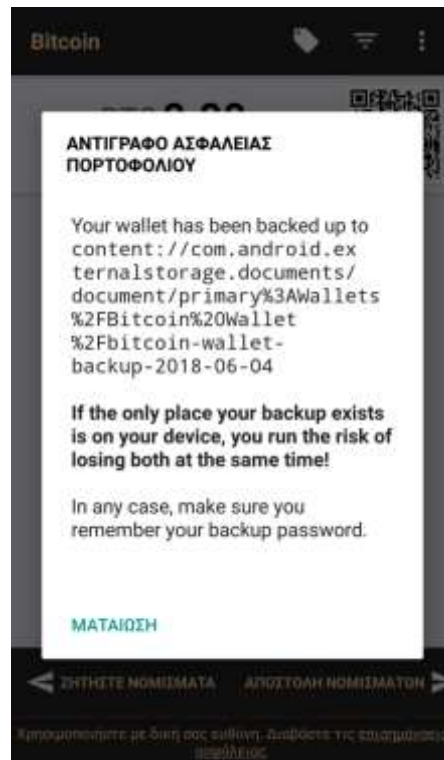 Bitcoin
ΑΝΤΙΓΡΑΦΟ ΑΣΦΑΛΕΙΑΣ
ΠΟΡΤΟΦΟΛΙΟΥ
Your wallet has been backed up to
content://com.android.ex
ternalstorage.documents/
document/primary%3AWallets
%2FBitcoin%20Wallet
%2Fbitcoin-wallet-
backup-2018-06-04
If the only place your backup exists
is on your device, you run the risk of
losing both at the same time!
In any case, make sure you
remember your backup password.
ΜΑΤΑΙΩΣΗ
ΖΗΤΗΣΤΕ ΝΟΜΙΣΜΑΤΑ ΑΠΟΣΤΟΛΗ ΝΟΜΙΣΜΑΤΩΝ
Χρησιμοποιήστε με δική σας ευθύνη. Διαβάστε τις επισημάνσεις
ασφάλειας.